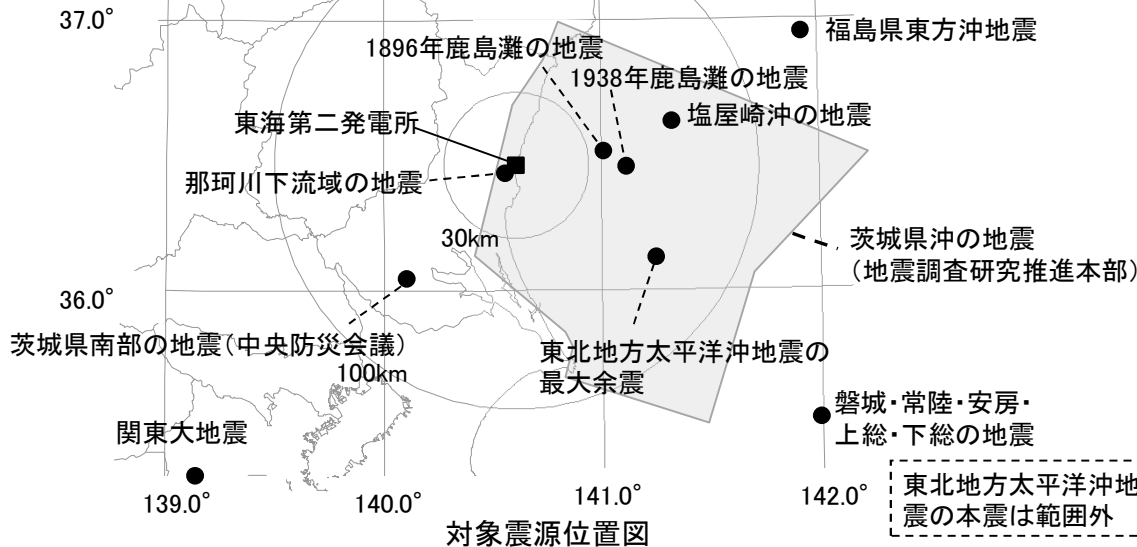 37.0°
福島県東方沖地震
1896年鹿島灘の地震
1938年鹿島灘の地震
塩屋崎沖の地震
東海第二発電所
那珂川下流域の地震
30km
茨城県沖の地震
(地震調査研究推進本部)
36.0°
茨城県南部の地震(中央防災会議)
100km
東北地方太平洋沖地震の
最大余震
磐城・常陸・安房・
上総・下総の地震
関東大地震
139.0°
140.0°
141.0°
142.0°
東北地方太平洋沖地
震の本震は範囲外
対象震源位置図